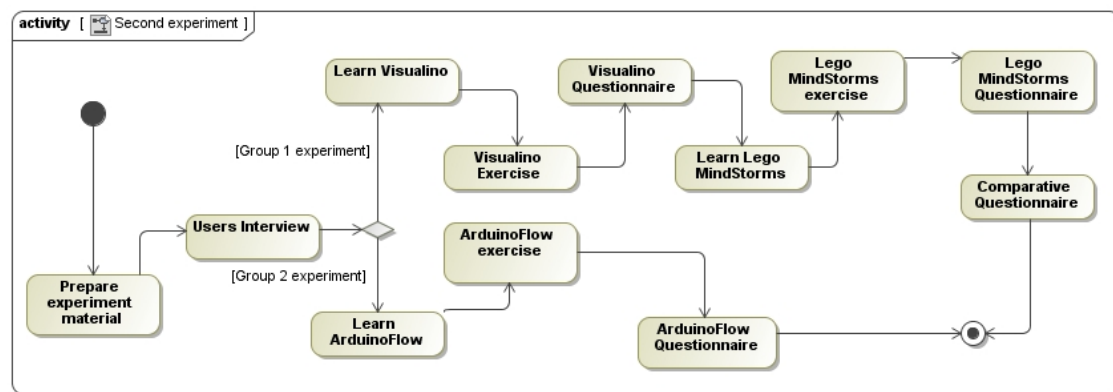 activity [ Second experiment ]
Learn Visualino
Visualino
Questionnaire
Lego
MindStorms
exercise
Lego
MindStorms
Questionnaire
[Group 1 experiment]
Visualino
Exercise
Learn Lego
MindStorms
Comparative
Questionnaire
Users Interview
ArduinoFlow
exercise
[Group 2 experiment]
Prepare
experiment
material
Learn
ArduinoFlow
ArduinoFlow
Questionnaire